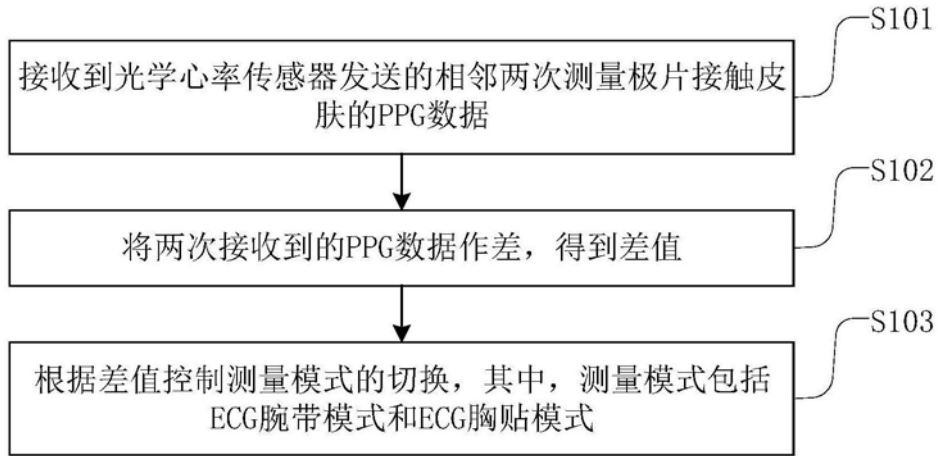 S101
接收到光学心率传感器发送的相邻两次测量极片接触皮
肤的PPG数据
S102
将两次接收到的PPG数据作差，得到差值
S103
根据差值控制测量模式的切换，其中，测量模式包括
ECG腕带模式和ECG胸贴模式